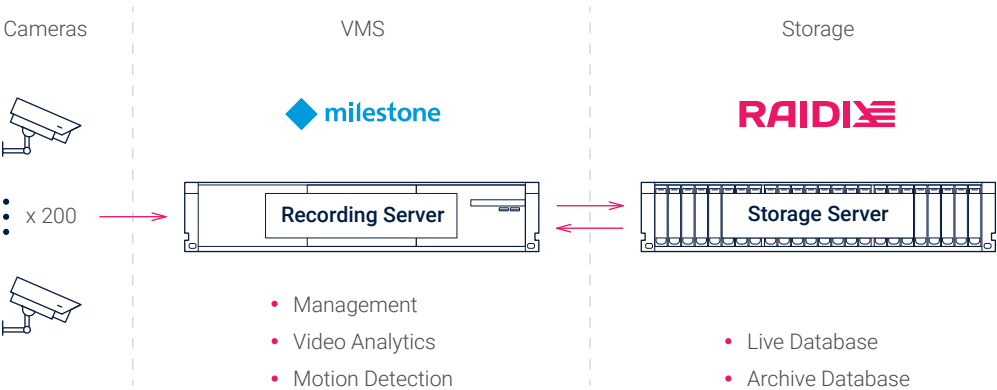 Cameras
VMS
Storage
milestone
RAIDIX
x 200
Recording Server
Storage Server
• Management
• Video Analytics
• Motion Detection
• Live Database
• Archive Database